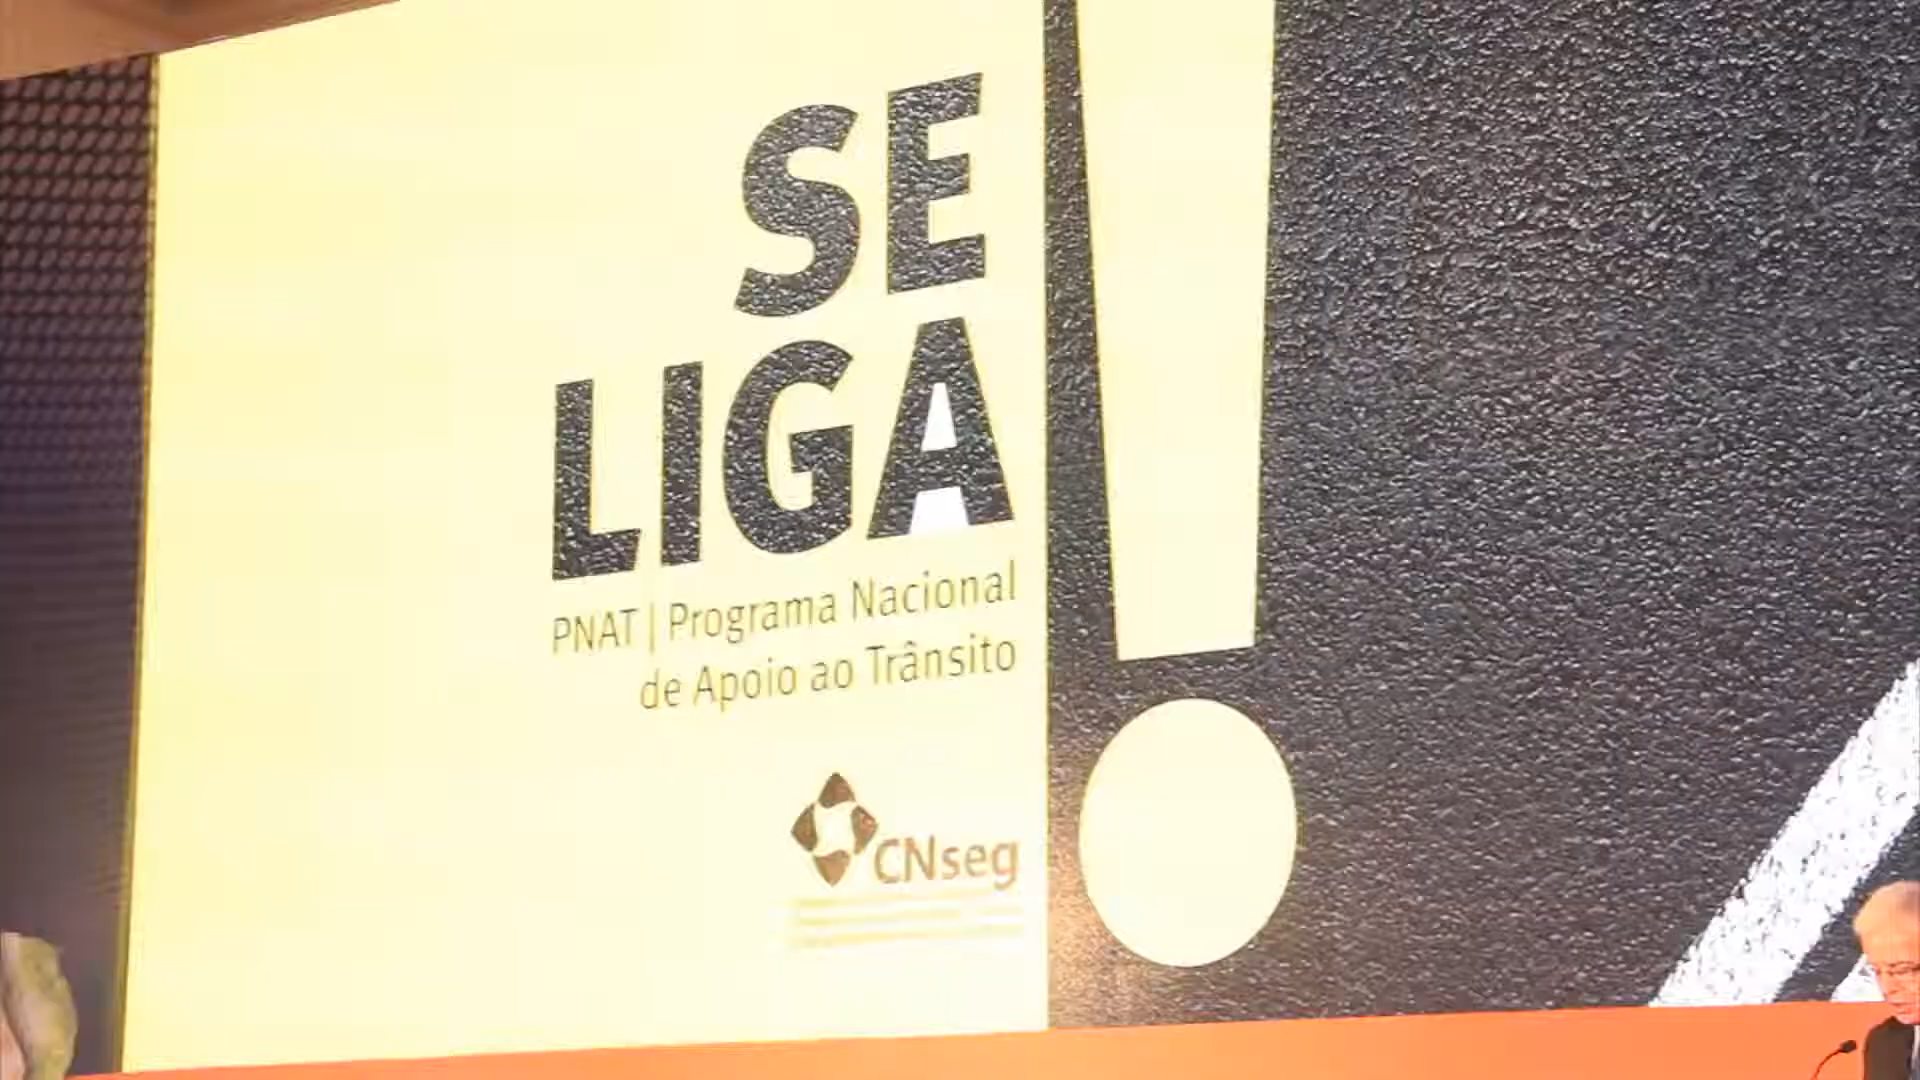 SE
LIGA
!
PNAT | Programa Nacional
de Apoio ao Trânsito
CNseg